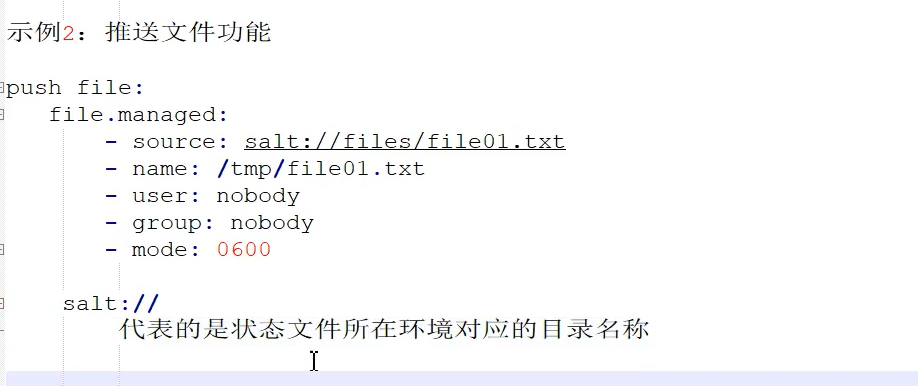 示例2：推送文件功能
push file:
file.managed:
- source: salt://files/file01.txt
- name: /tmp/file01.txt
- user: nobody
- group: nobody
- mode: 0600
salt://
代表的是状态文件所在环境对应的目录名称